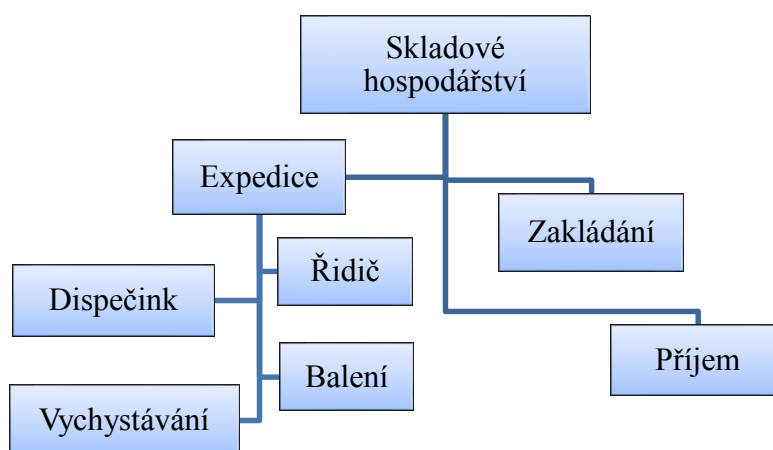 Skladové
hospodářství
Expedice
Zakládání
Řidič
Dispečink
Příjem
Balení
Vychystávání